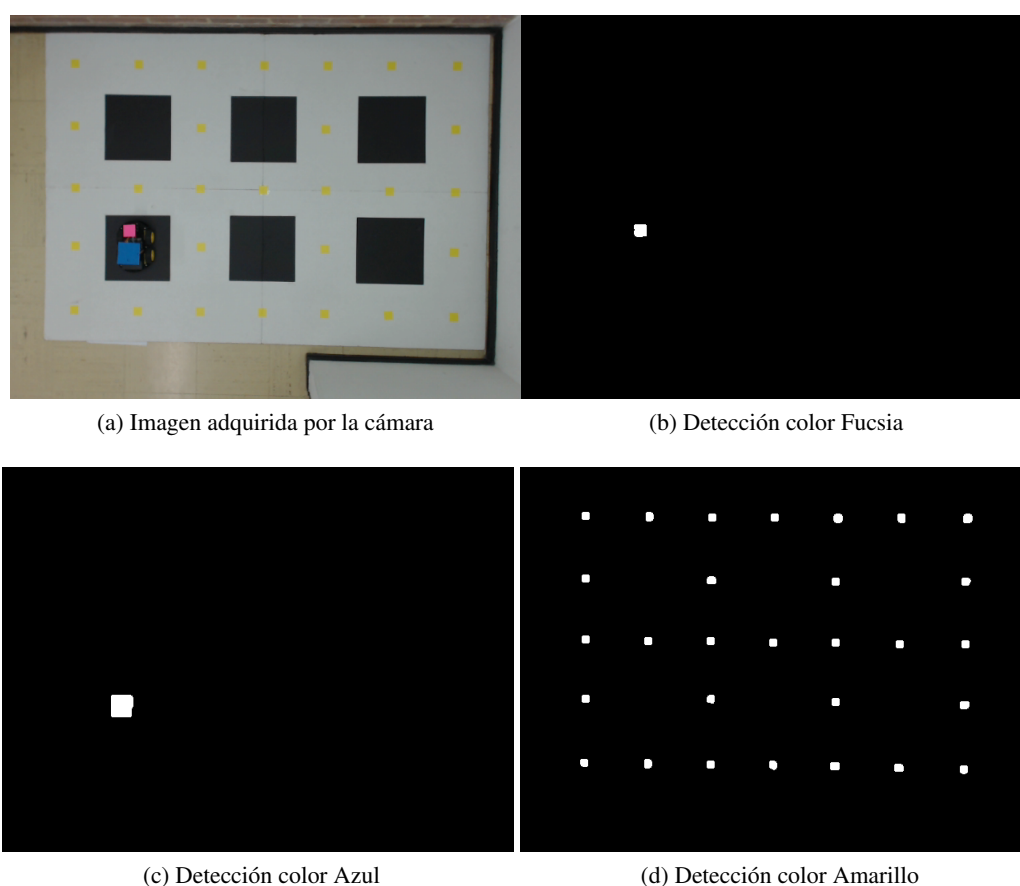 (a) Imagen adquirida por la cámara
(b) Detección color Fucsia
(c) Detección color Azul
(d) Detección color Amarillo